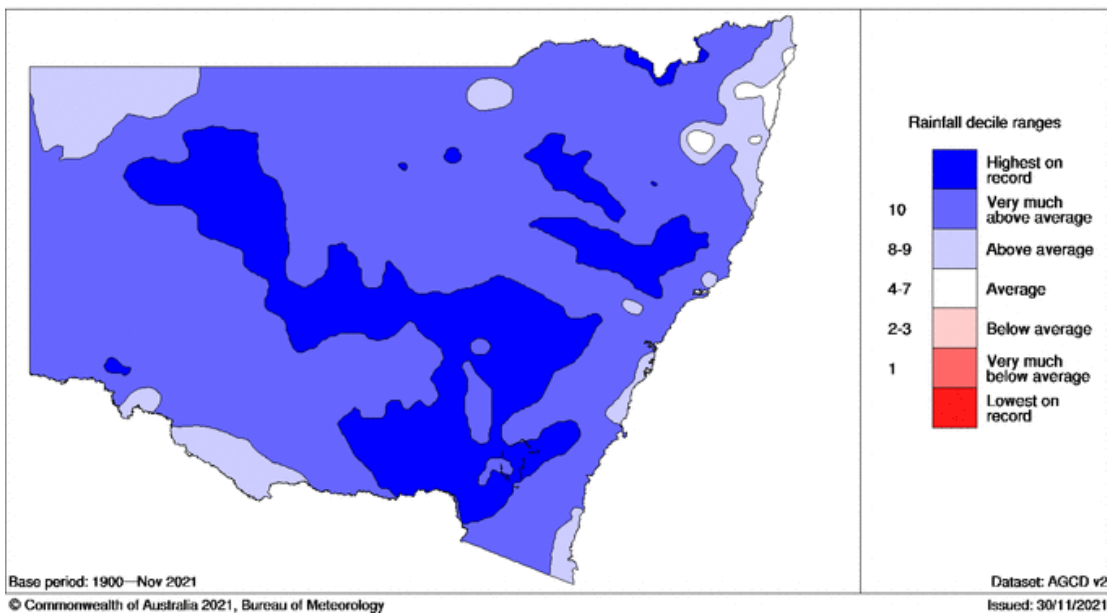 Rainfall decile ranges
Highest on
record
10
Very much
above average
8-9
Above average
4-7
Average
2-3
Below average
1
Very much
below average
Lowest on
record
Base period: 1900—Nov 2021
Dataset: AGCD v2
© Commonwealth of Australia 2021, Bureau of Meteorology
Issued: 30/11/2021